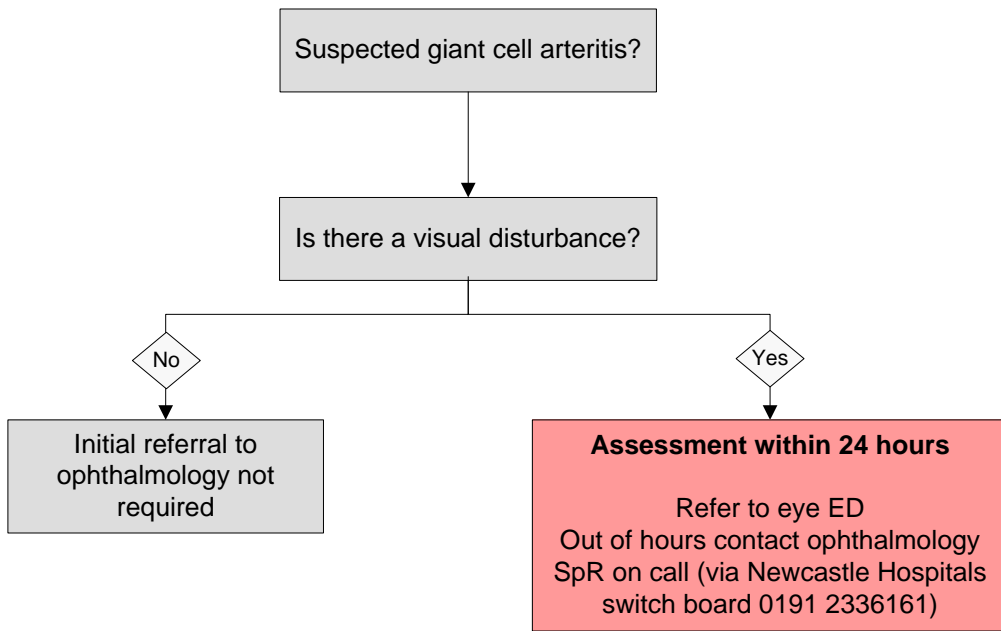 Suspected giant cell arteritis?
Is there a visual disturbance?
No
Yes
Initial referral to
ophthalmology not
required
Assessment within 24 hours
Refer to eye ED
Out of hours contact ophthalmology
SpR on call (via Newcastle Hospitals
switch board 0191 2336161)